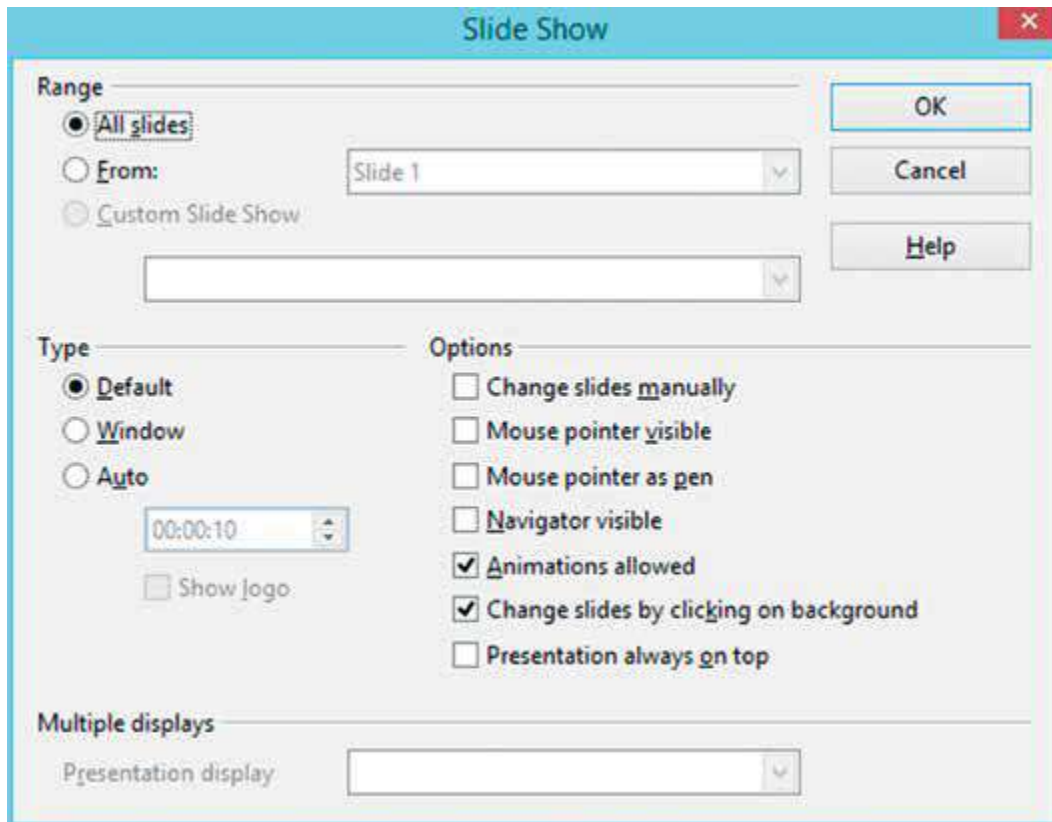 Slide Show
Range
OK
All slides
From:
Slide 1
Cancel
Custom Slide Show
Help
Type
Options
Default
Change slides manually
Window
Mouse pointer visible
Auto
Mouse pointer as pen
00:00:10
Navigator visible
Show logo
Animations allowed
Change slides by clicking on background
Presentation always on top
Multiple displays
Presentation display